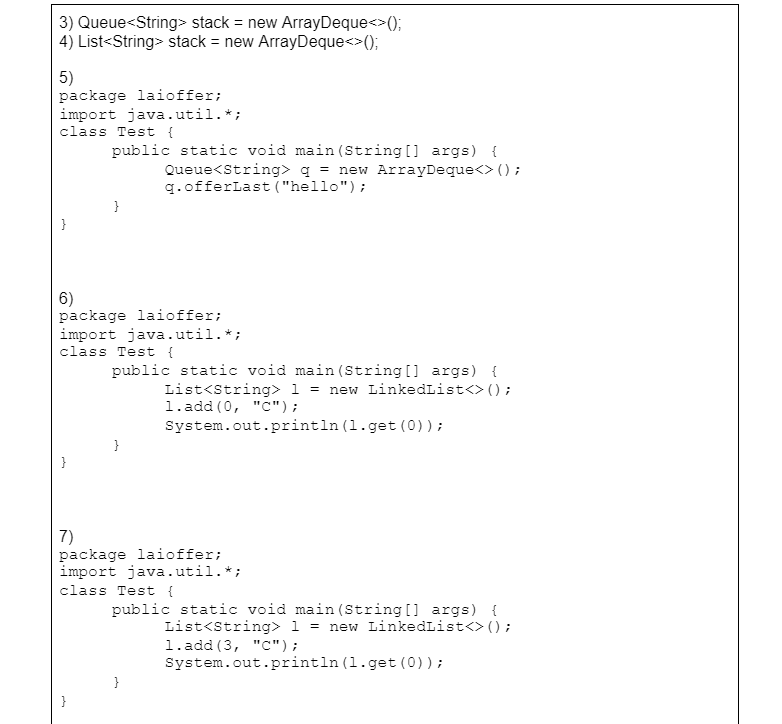 3) Queue<String> stack = new ArrayDeque<>();
4) List<String> stack = new ArrayDeque<>();
5)
package laioffer;
import java.util.*;
class Test {
public static void main(String[] args) {
Queue<String> q = new ArrayDeque<>();
q.offerLast("hello");
}
}
6)
package laioffer;
import java.util.*;
class Test {
public static void main(String[] args) {
List<String> l = new LinkedList<>();
l.add(0, "C");
System.out.println(l.get(0));
}
}
7)
package laioffer;
import java.util.*;
class Test {
public static void main(String[] args) {
List<String> l = new LinkedList<>();
l.add(3, "C");
System.out.println(l.get(0));
}
}